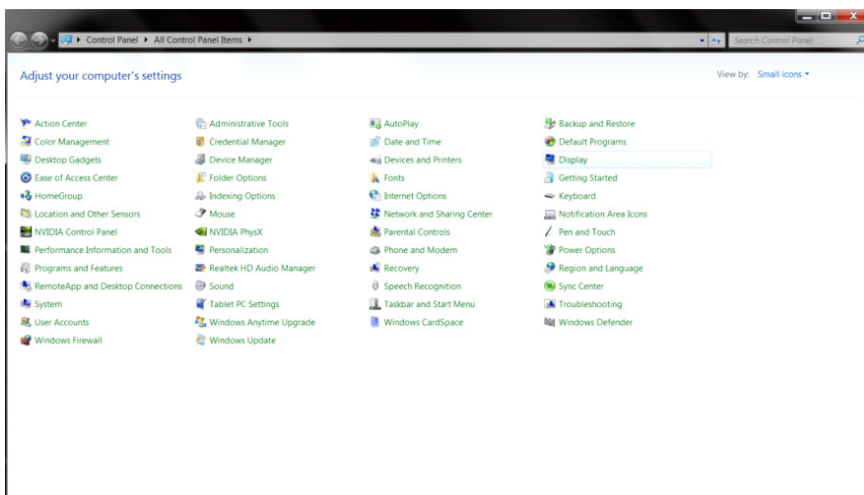 Control Panel All Control Panel Items Search Control Panel
Adjust your computer's settings View by: Small icons
Action Center Administrative Tools AutoPlay Backup and Restore
Color Management Credential Manager Date and Time Default Programs
Desktop Gadgets Device Manager Devices and Printers Display
Ease of Access Center Folder Options Fonts Getting Started
HomeGroup Indexing Options Internet Options Keyboard
Location and Other Sensors Mouse Network and Sharing Center Notification Area Icons
NVIDIA Control Panel NVIDIA PhysX Parental Controls Pen and Touch
Performance Information and Tools Personalization Phone and Modem Power Options
Programs and Features Realtek HD Audio Manager Recovery Region and Language
RemoteApp and Desktop Connections Sound Speech Recognition Sync Center
System Tablet PC Settings Taskbar and Start Menu Troubleshooting
User Accounts Windows Anytime Upgrade Windows CardSpace Windows Defender
Windows Firewall Windows Update